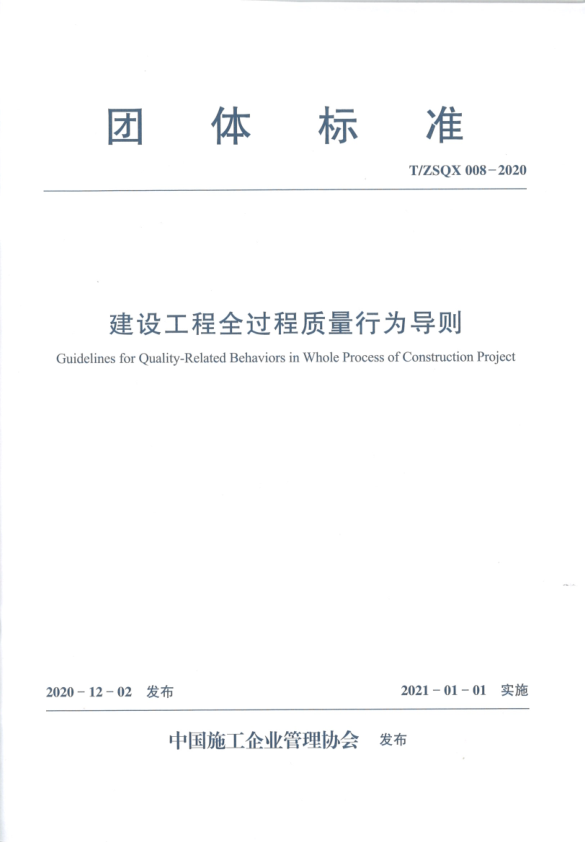 团体标准
T/ZSQX 008-2020
建设工程全过程质量行为导则
Guidelines for Quality-Related Behaviors in Whole Process of Construction Project
2020-12-02 发布 2021-01-01 实施
中国施工企业管理协会 发布